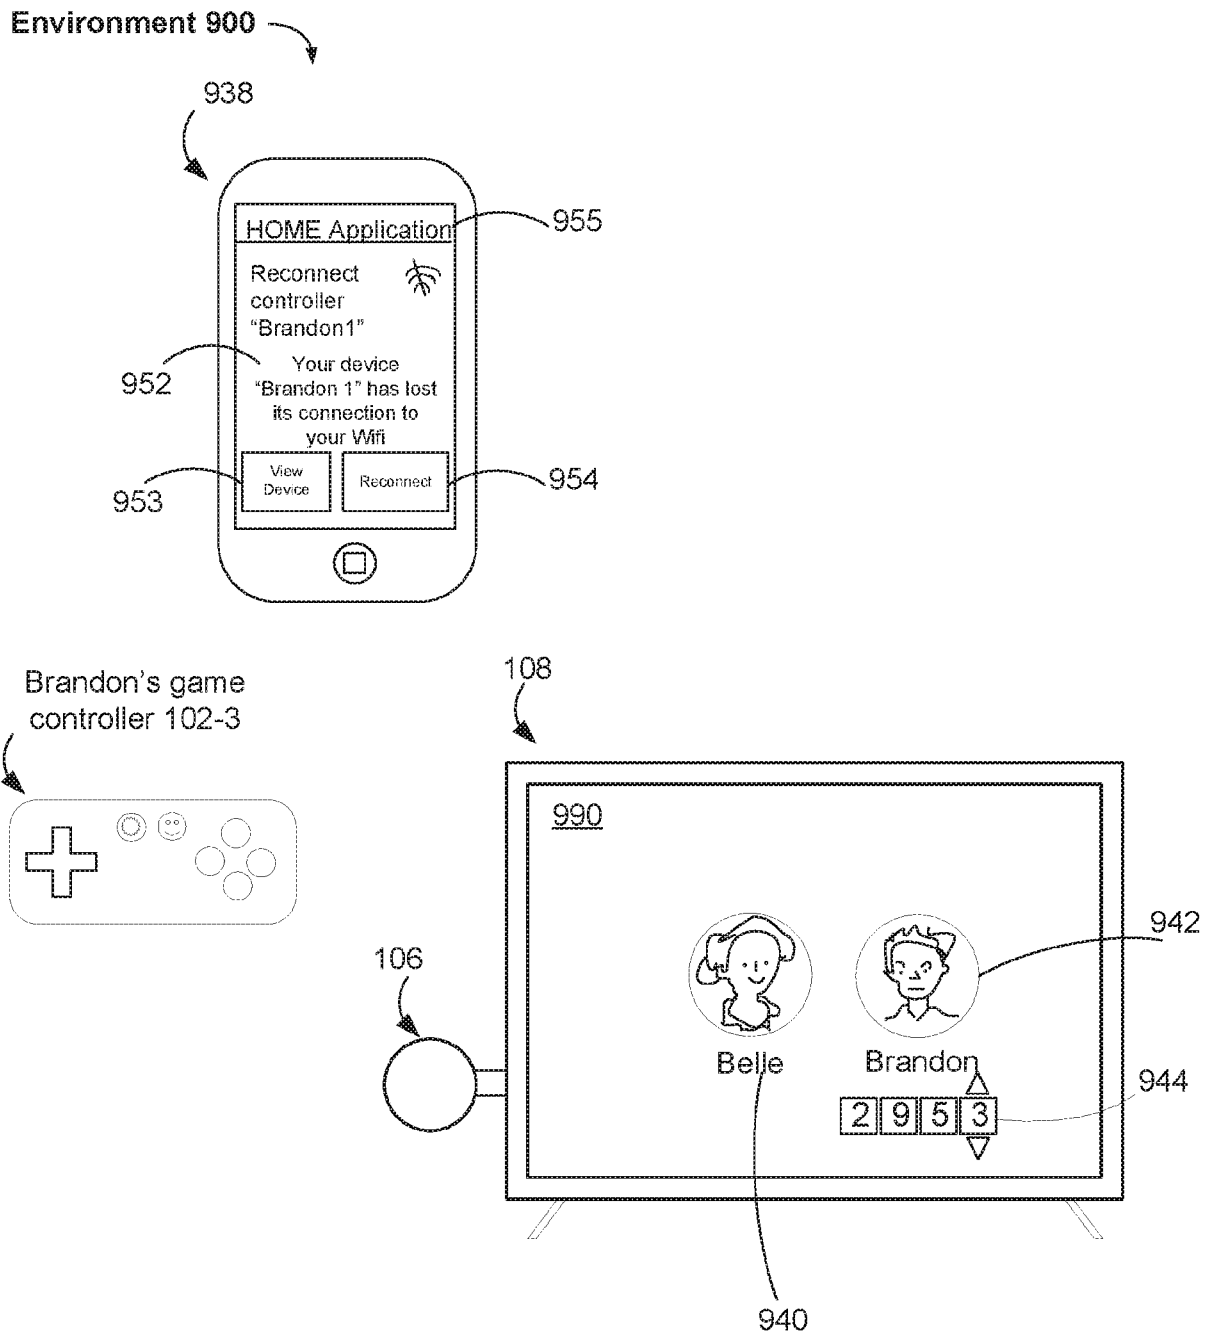 Environment 900
938
HOME Application
955
Reconnect
controller
“Brandon1”
Your device
“Brandon 1” has lost
its connection to
your Wifi
952
View
Device
Reconnect
953
954
Brandon's game
controller 102-3
108
990
942
106
Belle
Brandon
944
2 9 5 3
940